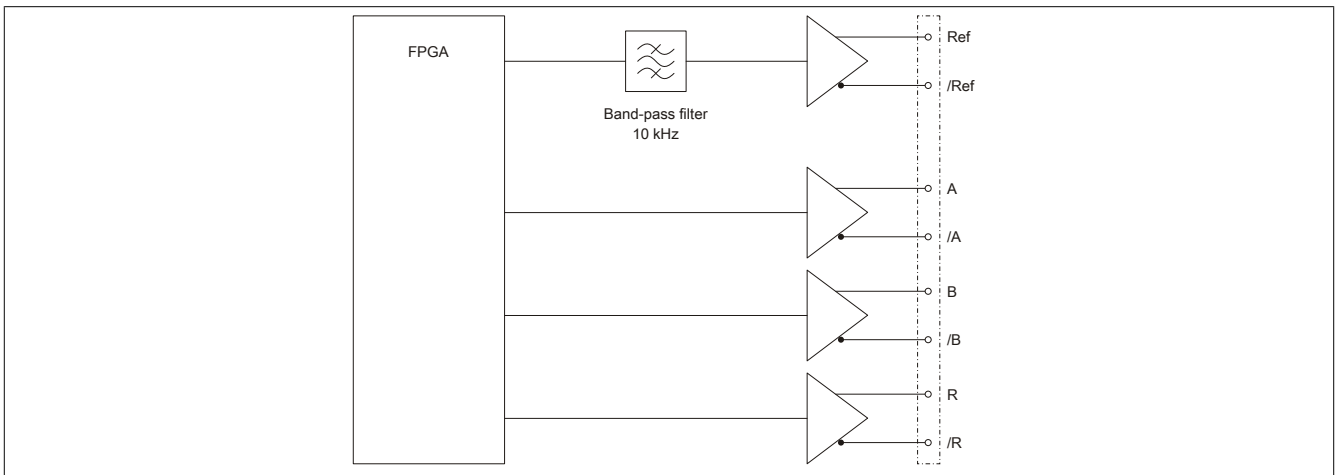 FPGA
Ref
/Ref
Band-pass filter
10 kHz
A
/A
B
/B
R
/R